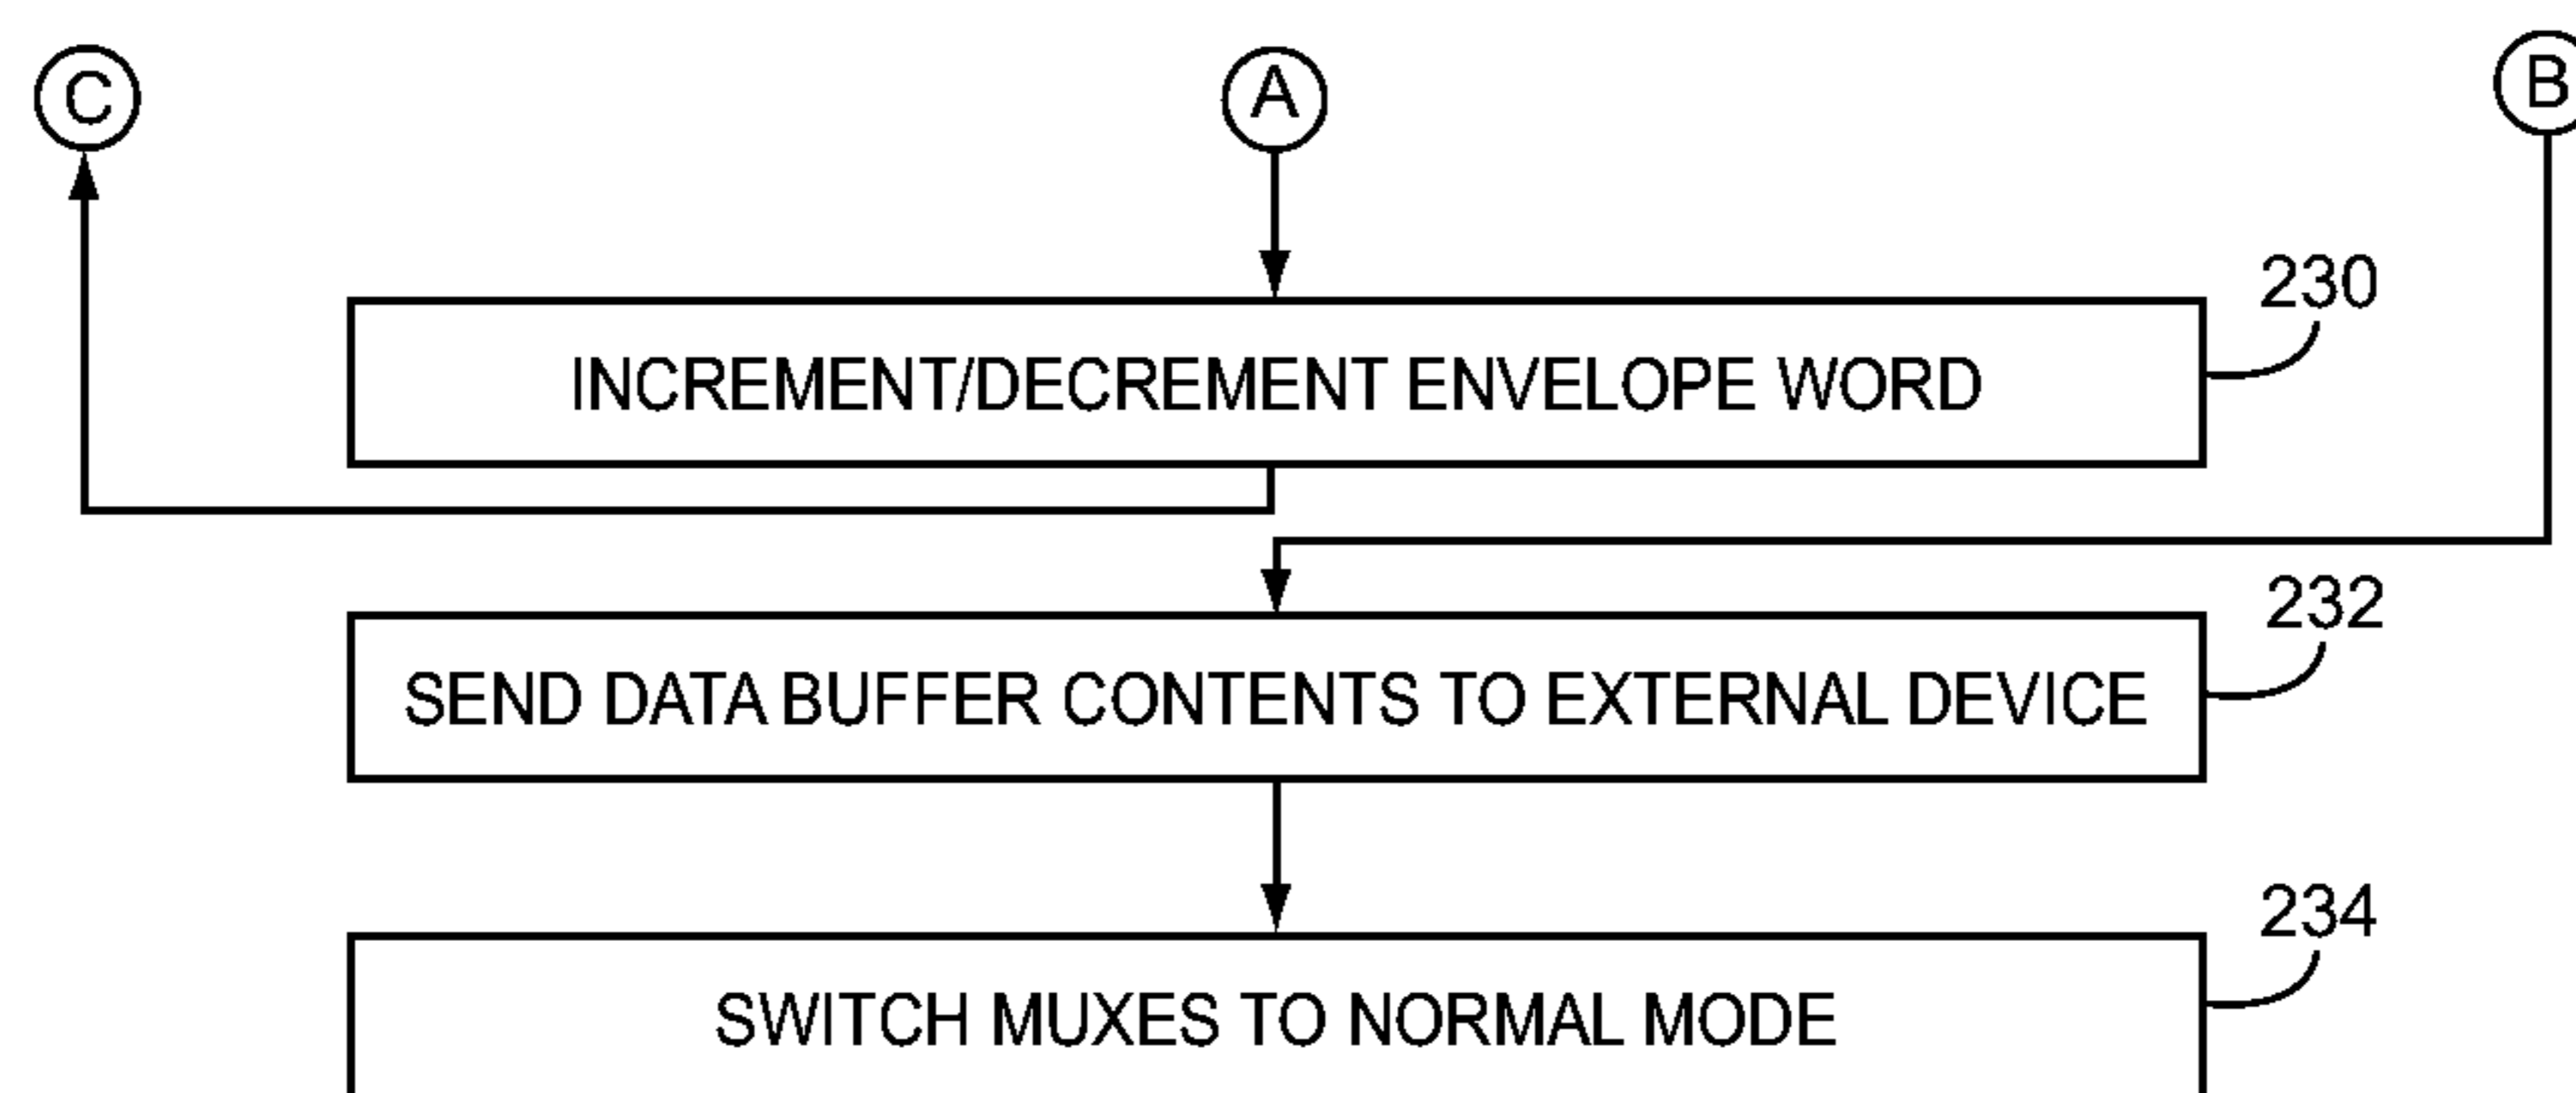 C
A
B
230
INCREMENT/DECREMENT ENVELOPE WORD
232
SEND DATA BUFFER CONTENTS TO EXTERNAL DEVICE
234
SWITCH MUXES TO NORMAL MODE